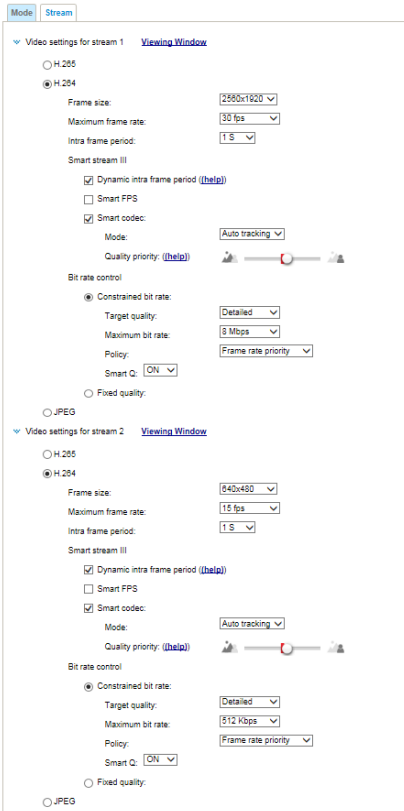 Mode Stream
Video settings for stream 1 Viewing Window
H.265
H.264
Frame size: 2560x1920
Maximum frame rate: 30 fps
Intra frame period: 1 S
Smart stream III
Dynamic intra frame period ((help))
Smart FPS
Smart codec:
Mode: Auto tracking
Quality priority: ((help))
Bit rate control
Constrained bit rate:
Target quality: Detailed
Maximum bit rate: 8 Mbps
Policy: Frame rate priority
Smart Q: ON
Fixed quality:
JPEG
Video settings for stream 2 Viewing Window
H.265
H.264
Frame size: 640x480
Maximum frame rate: 15 fps
Intra frame period: 1 S
Smart stream III
Dynamic intra frame period ((help))
Smart FPS
Smart codec:
Mode: Auto tracking
Quality priority: ((help))
Bit rate control
Constrained bit rate:
Target quality: Detailed
Maximum bit rate: 512 Kbps
Policy: Frame rate priority
Smart Q: ON
Fixed quality:
JPEG